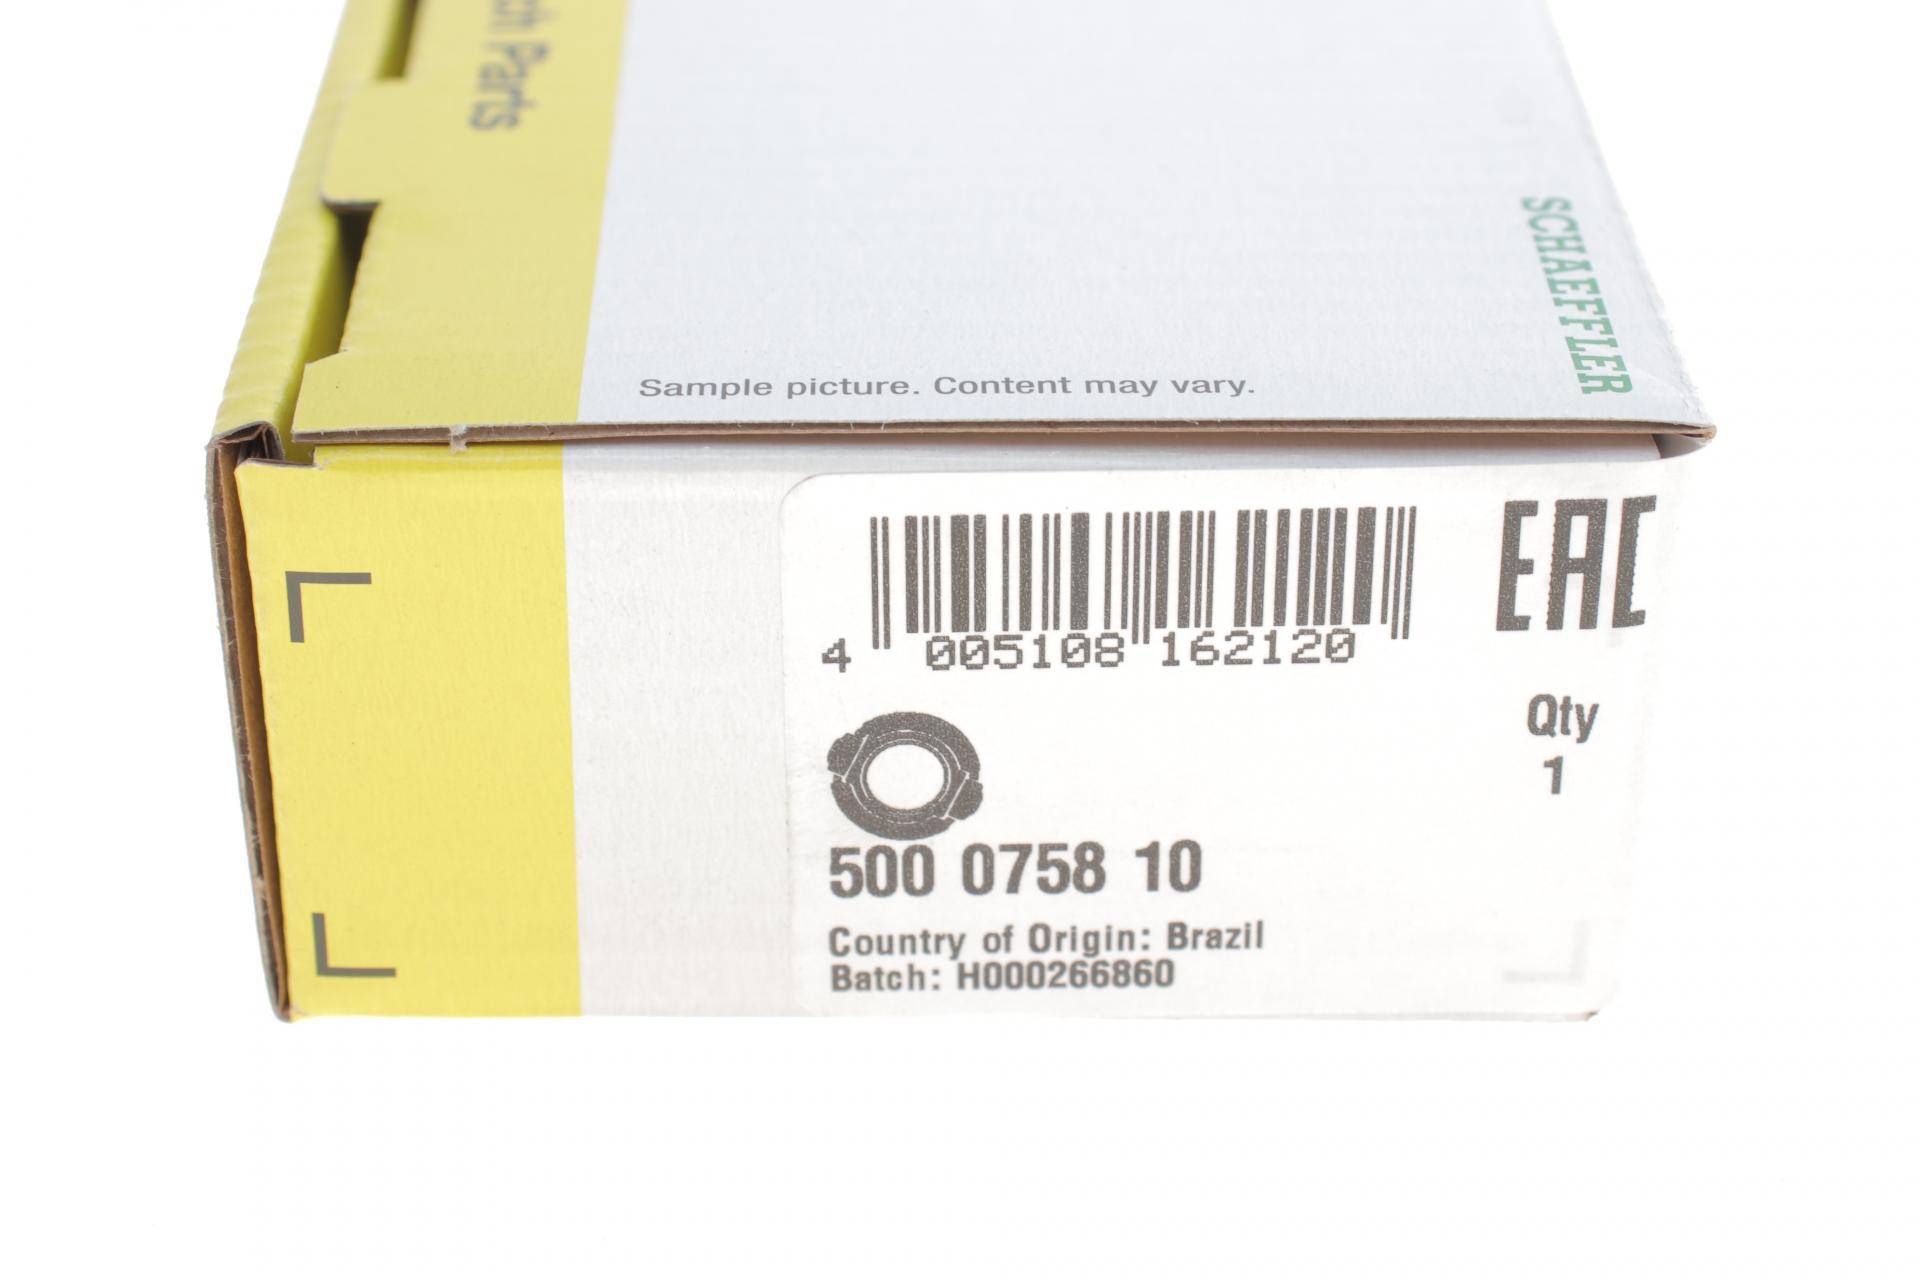 Parts
SCHAEFFLER
Sample picture. Content may vary.
EAC
4 005108 162120
Qty
1
500 0758 10
Country of Origin: Brazil
Batch: H000266860